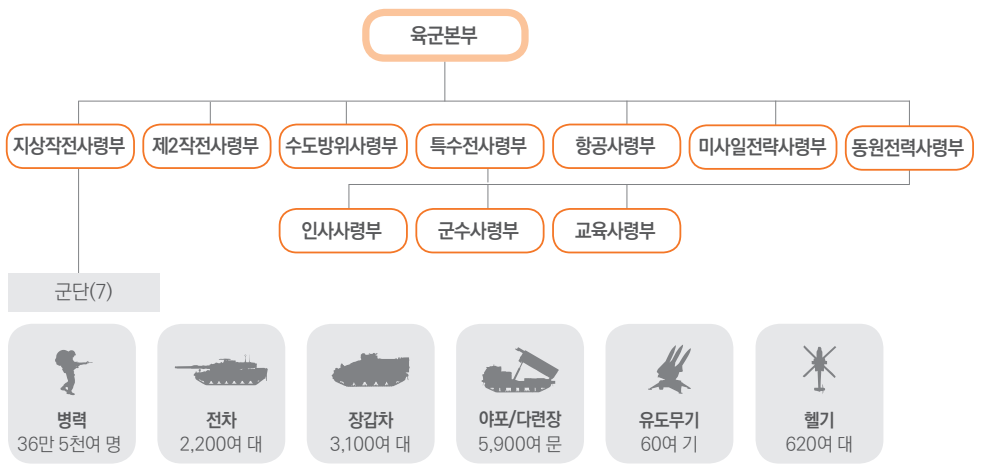 육군본부
지상작전사령부
제2작전사령부
수도방위사령부
특수전사령부
항공사령부
미사일전략사령부
동원전력사령부
인사사령부
군수사령부
교육사령부
군단(7)
병력
36만 5천여 명
전차
2,200여 대
장갑차
3,100여 대
야포/다련장
5,900여 문
유도무기
60여 기
헬기
620여 대